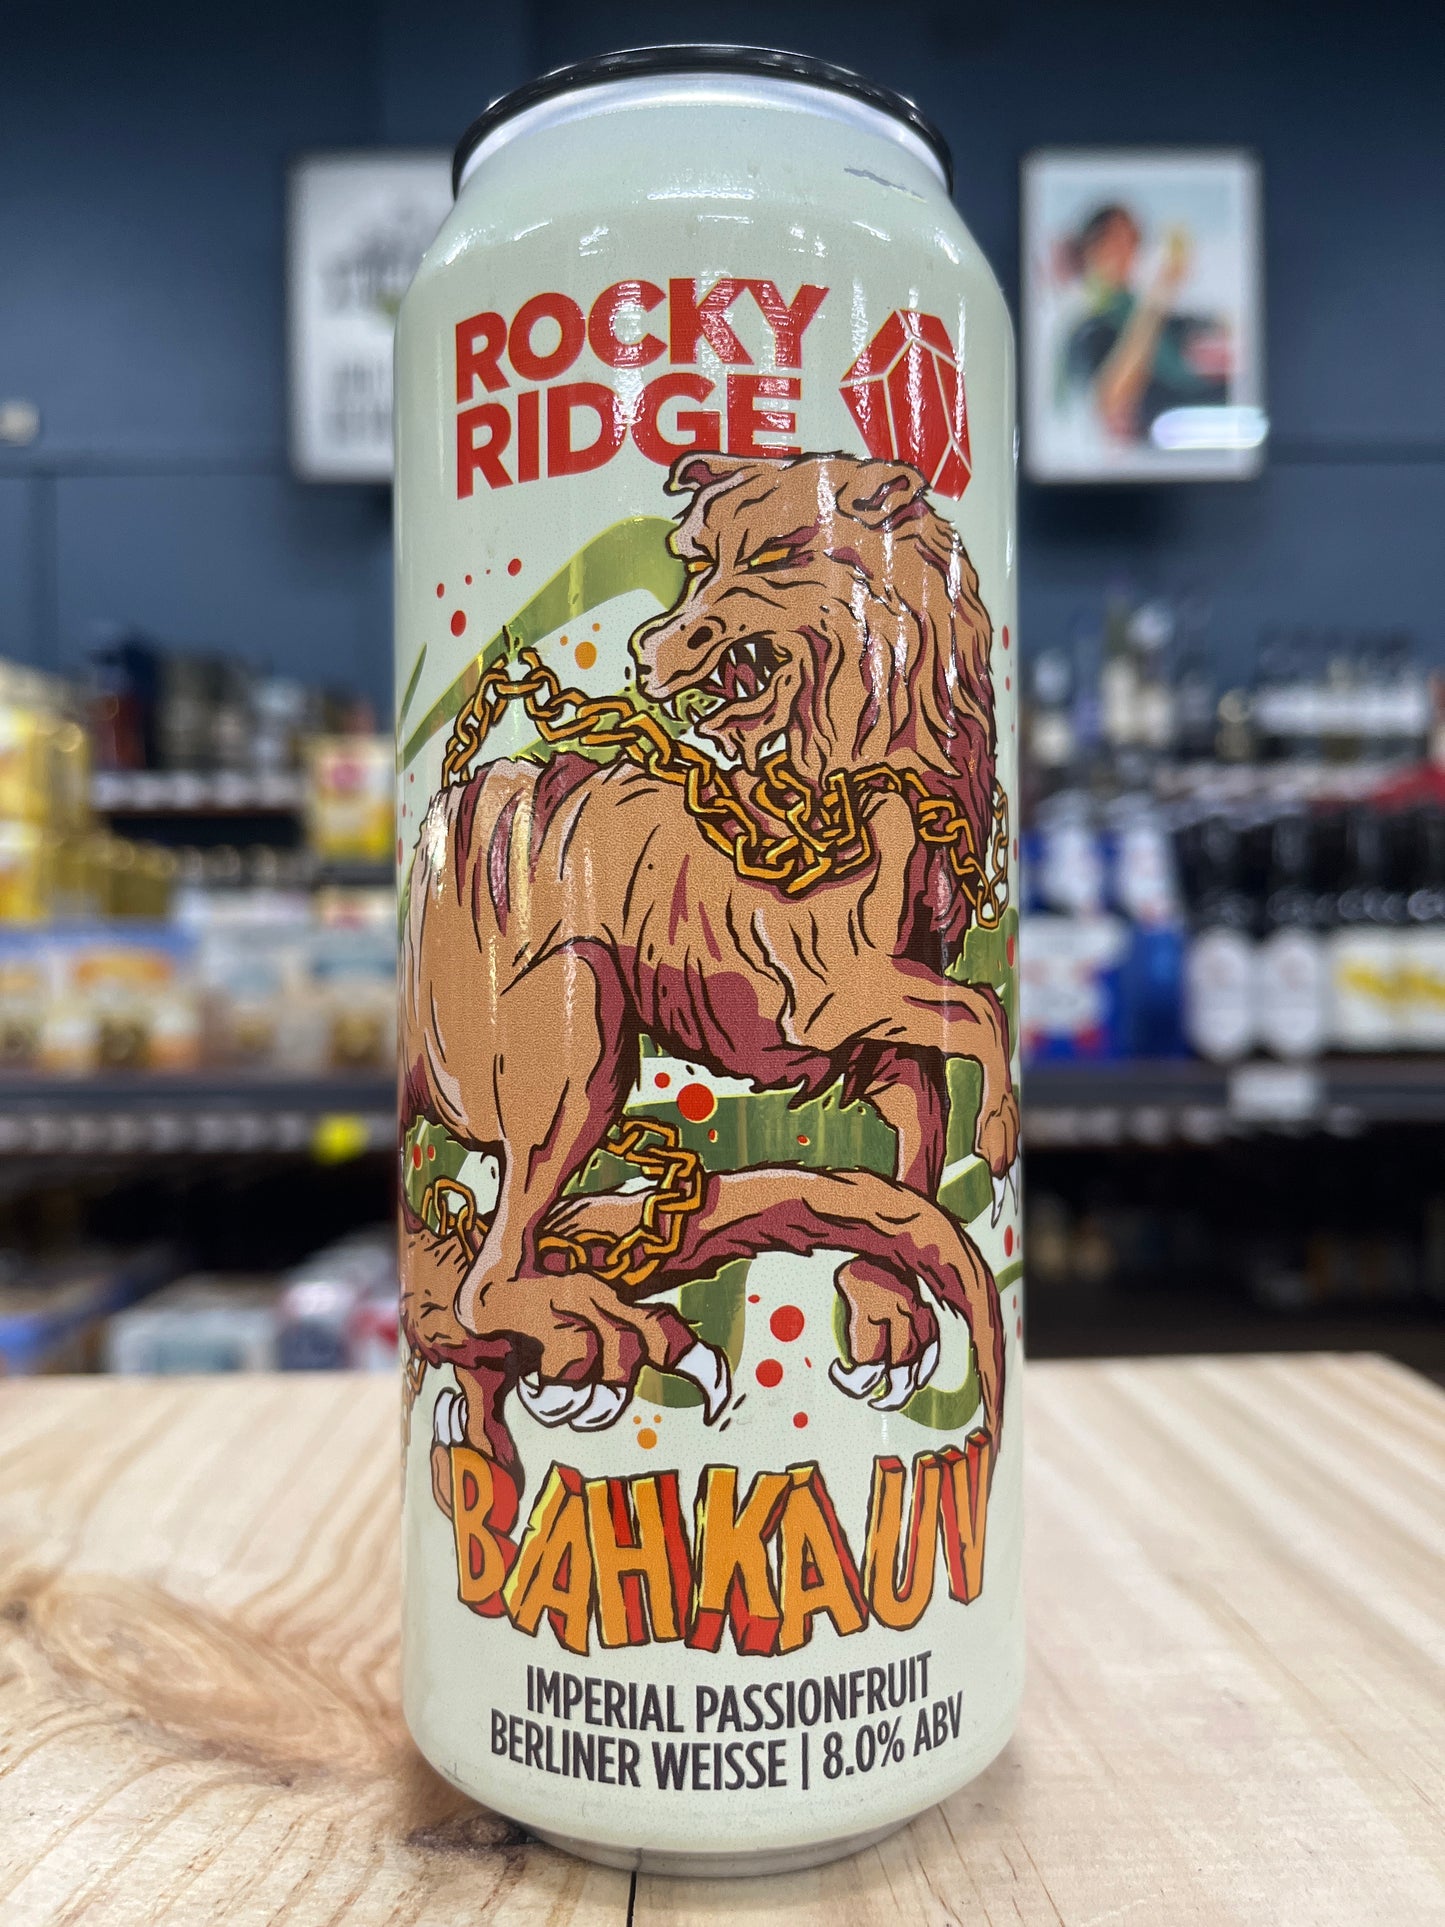 ROCKY
RIDGE
BAHKAUV
IMPERIAL PASSIONFRUIT
BERLINER WEISSE | 8.0% ABV